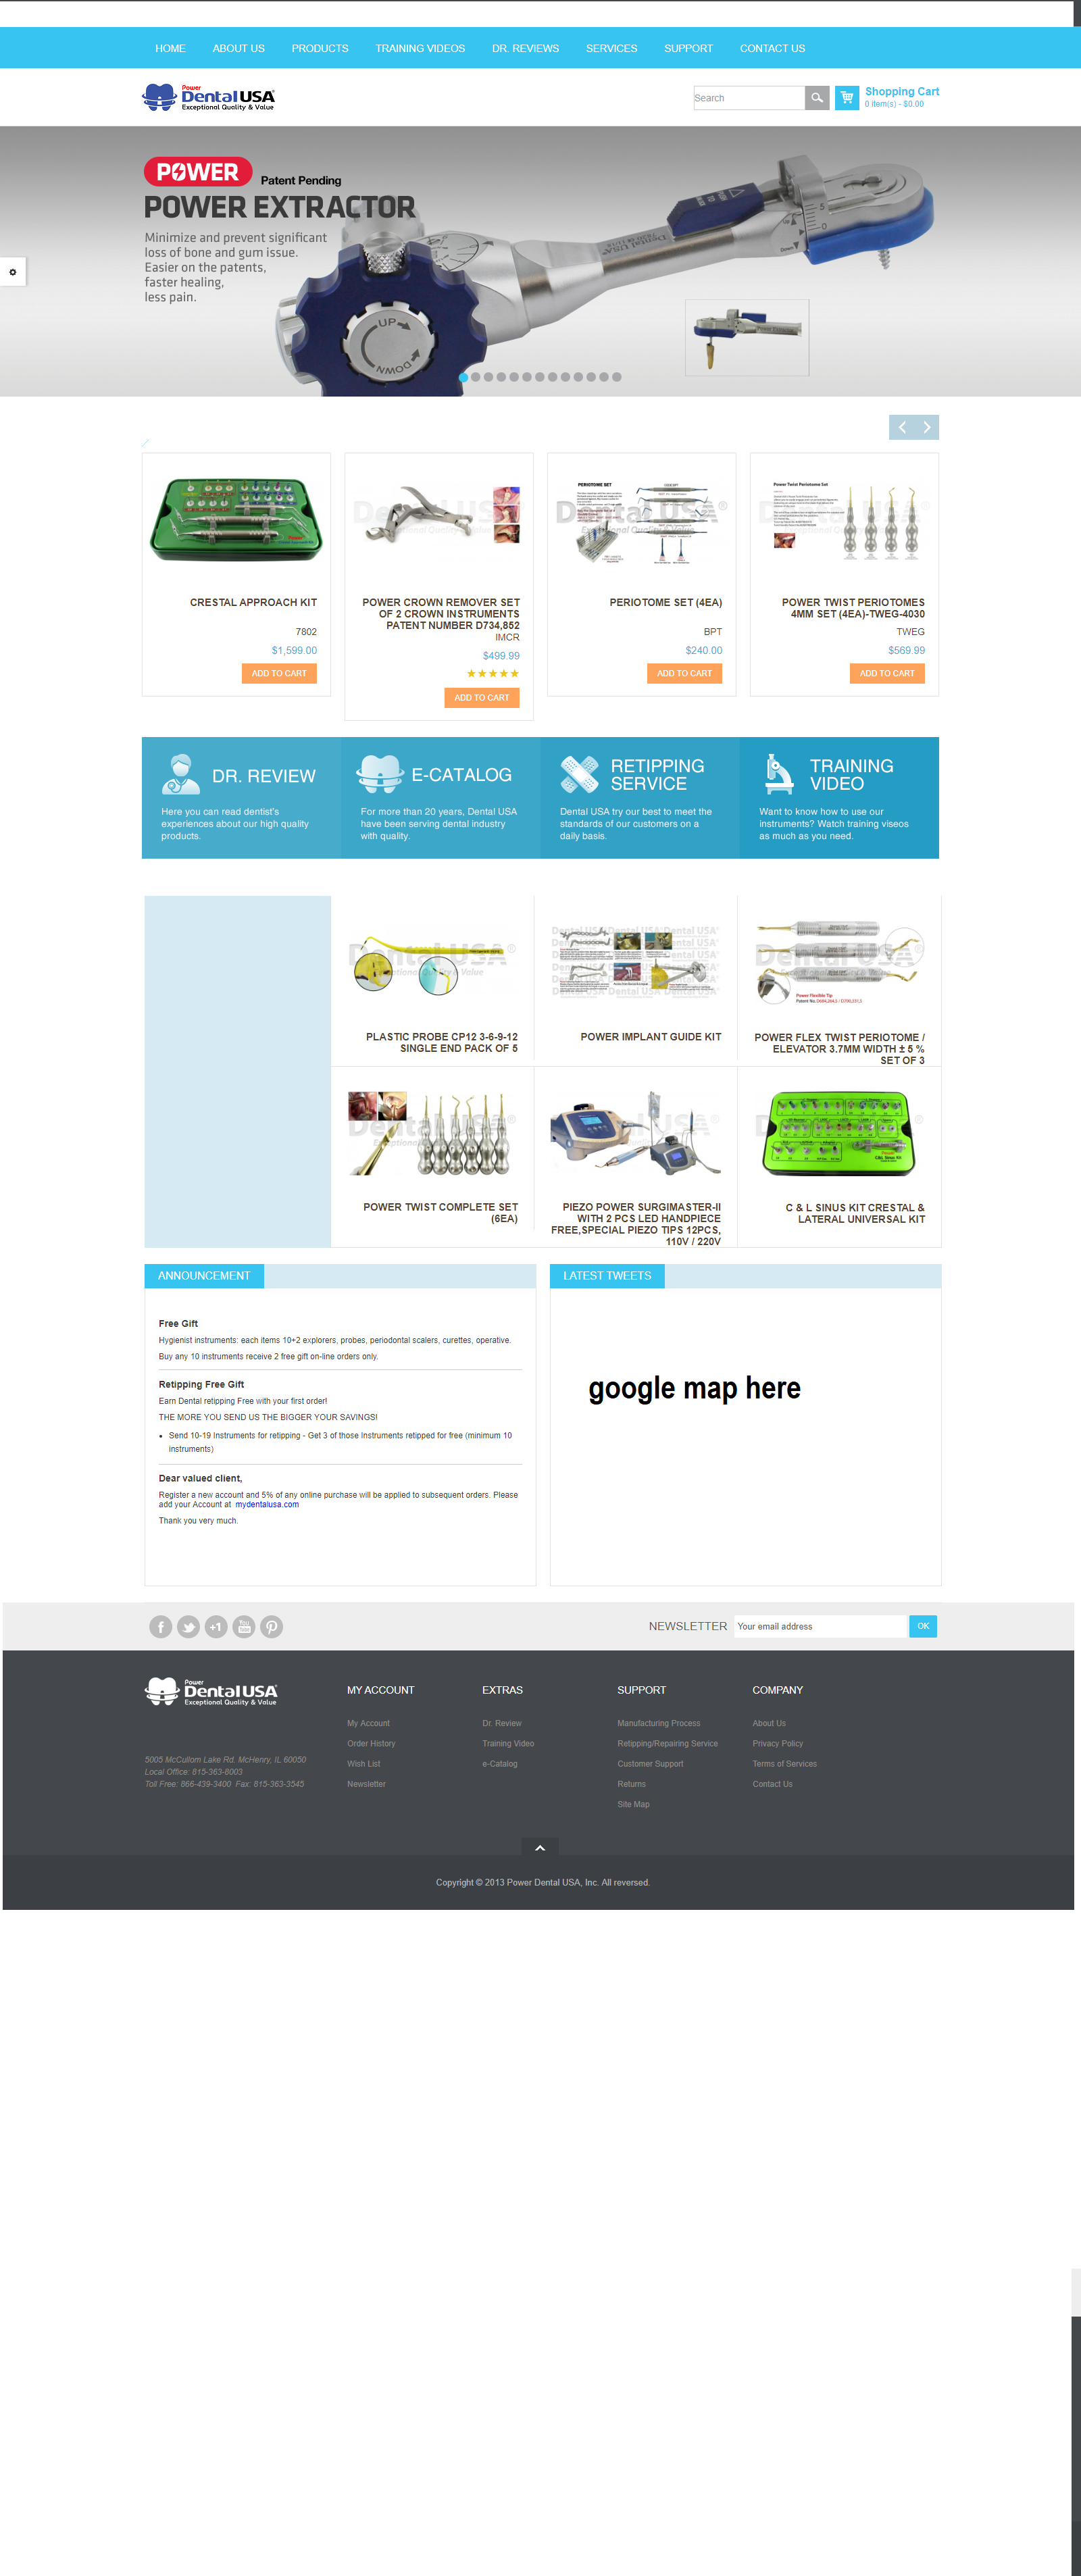 HOME ABOUT US PRODUCTS TRAINING VIDEOS DR. REVIEWS SERVICES SUPPORT CONTACT US
Power
Dental USA
Exceptional Quality & Value
Search
Shopping Cart
0 item(s) - $0.00
POWER Patent Pending
POWER EXTRACTOR
Minimize and prevent significant
loss of bone and gum issue.
Easier on the patents,
faster healing,
less pain.
UP
DOWN
CRESTAL APPROACH KIT
7802
$1,599.00
ADD TO CART
POWER CROWN REMOVER SET
OF 2 CROWN INSTRUMENTS
PATENT NUMBER D734,852
IMCR
$499.99
ADD TO CART
PERIOTOME SET
PERIOTOME SET (4EA)
BPT
$240.00
ADD TO CART
Power Twist Periotome Set
POWER TWIST PERIOTOMES
4MM SET (4EA)-TWEG-4030
TWEG
$569.99
ADD TO CART
DR. REVIEW
Here you can read dentist's
experiences about our high quality
products.
E-CATALOG
For more than 20 years, Dental USA
have been serving dental industry
with quality.
RETIPPING
SERVICE
Dental USA try our best to meet the
standards of our customers on a
daily basis.
TRAINING
VIDEO
Want to know how to use our
instruments? Watch training viseos
as much as you need.
PLASTIC PROBE CP12 3-6-9-12
SINGLE END PACK OF 5
POWER IMPLANT GUIDE KIT
Power Flexible Tip
POWER FLEX TWIST PERIOTOME /
ELEVATOR 3.7MM WIDTH ± 5 %
SET OF 3
POWER TWIST COMPLETE SET
(6EA)
PIEZO POWER SURGIMASTER-II
WITH 2 PCS LED HANDPIECE
FREE,SPECIAL PIEZO TIPS 12PCS,
110V / 220V
C & L SINUS KIT CRESTAL &
LATERAL UNIVERSAL KIT
ANNOUNCEMENT
Free Gift
Hygienist instruments: each items 10+2 explorers, probes, periodontal scalers, curettes, operative.
Buy any 10 instruments receive 2 free gift on-line orders only.
Retipping Free Gift
Earn Dental retipping Free with your first order!
THE MORE YOU SEND US THE BIGGER YOUR SAVINGS!
• Send 10-19 Instruments for retipping - Get 3 of those Instruments retipped for free (minimum 10
instruments)
Dear valued client,
Register a new account and 5% of any online purchase will be applied to subsequent orders. Please
add your Account at mydentalusa.com
Thank you very much.
LATEST TWEETS
google map here
+1
You Tube
NEWSLETTER Your email address OK
Power
Dental USA
Exceptional Quality & Value
5005 McCullom Lake Rd. McHenry, IL 60050
Local Office: 815-363-8003
Toll Free: 866-439-3400 Fax: 815-363-3545
MY ACCOUNT
My Account
Order History
Wish List
Newsletter
EXTRAS
Dr. Review
Training Video
e-Catalog
SUPPORT
Manufacturing Process
Retipping/Repairing Service
Customer Support
Returns
Site Map
COMPANY
About Us
Privacy Policy
Terms of Services
Contact Us
Copyright © 2013 Power Dental USA, Inc. All reversed.